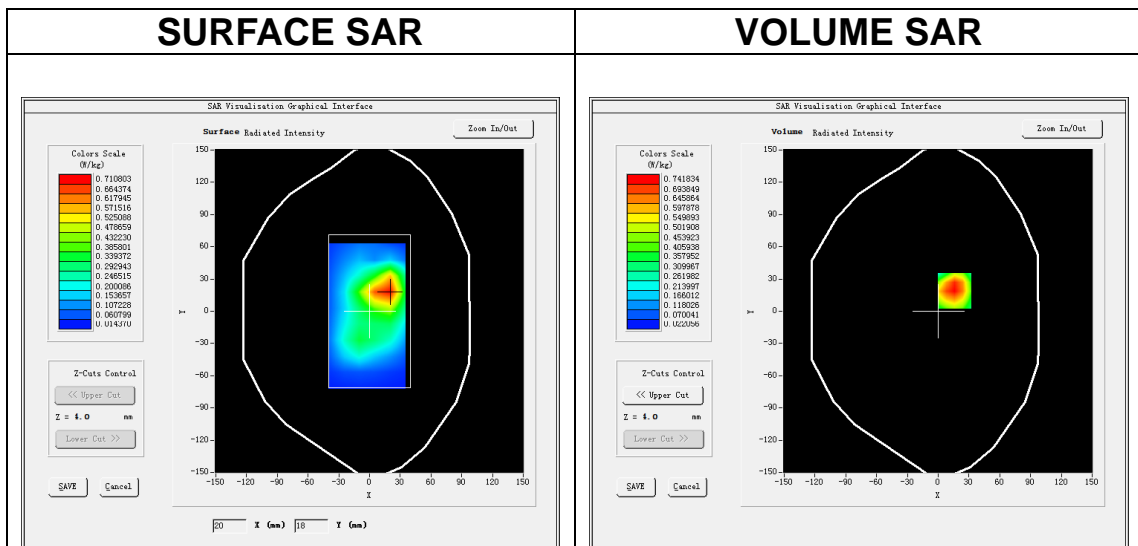 SURFACE SAR
VOLUME SAR
SAR Visualisation Graphical Interface
Surface Radiated Intensity
Zoom In/Out
Colors Scale
(W/kg)
0.710803
0.664374
0.617945
0.571516
0.525088
0.478659
0.432230
0.385801
0.339372
0.292943
0.246515
0.200086
0.153657
0.107228
0.060799
0.014370
150
120
90
60
30
0
-30
-60
-90
-120
-150
Y
-150 -120 -90 -60 -30 0 30 60 90 120 150
X
Z-Cuts Control
<< Upper Cut
Z = 4.0 mm
Lower Cut >>
SAVE Cancel
20 X (mm) 18 Y (mm)
SAR Visualisation Graphical Interface
Volume Radiated Intensity
Zoom In/Out
Colors Scale
(W/kg)
0.741834
0.693849
0.645864
0.597878
0.549893
0.501908
0.453923
0.405938
0.357952
0.309967
0.261982
0.213997
0.166012
0.118026
0.070041
0.022056
150
120
90
60
30
0
-30
-60
-90
-120
-150
Y
-150 -120 -90 -60 -30 0 30 60 90 120 150
X
Z-Cuts Control
<< Upper Cut
Z = 4.0 mm
Lower Cut >>
SAVE Cancel